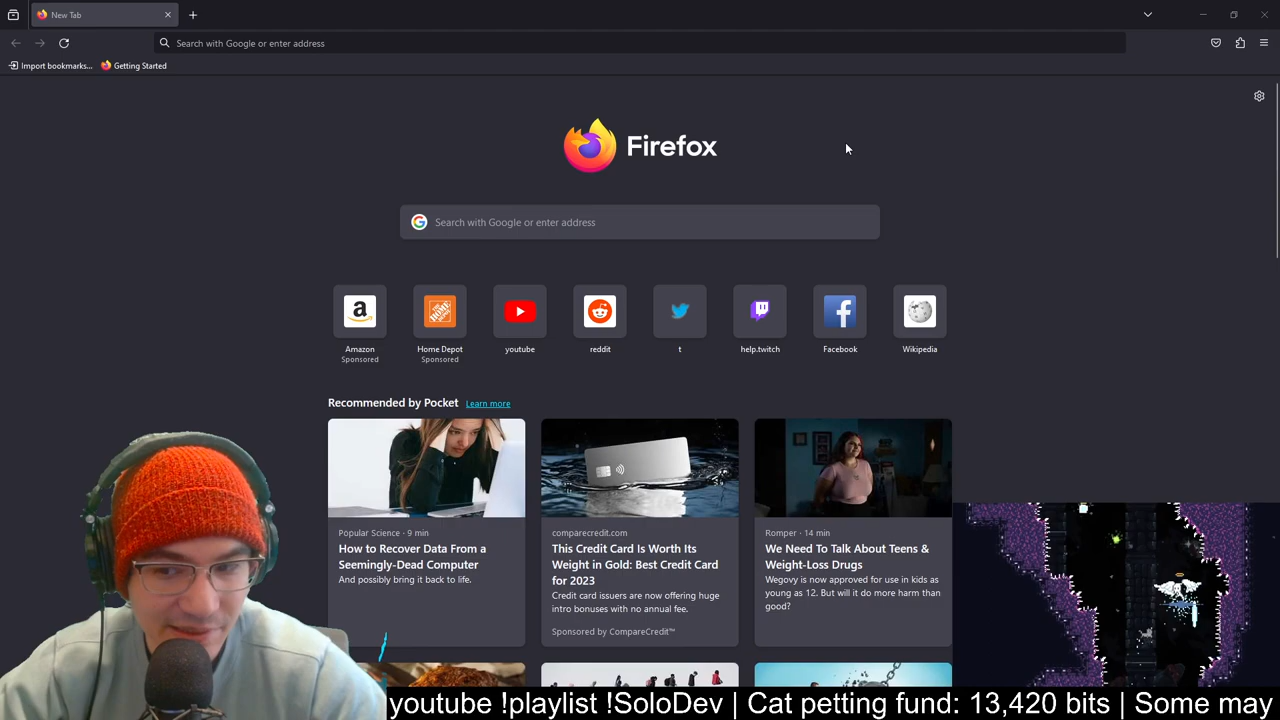 New Tab
Search with Google or enter address
Import bookmarks...
Getting Started
Firefox
Search with Google or enter address
Amazon
Sponsored
Home Depot
Sponsored
youtube
reddit
t
help.twitch
Facebook
Wikipedia
Recommended by Pocket
Learn more
Popular Science · 9 min
How to Recover Data From a
Seemingly-Dead Computer
And possibly bring it back to life.
comparecredit.com
This Credit Card Is Worth Its
Weight in Gold: Best Credit Card
for 2023
Credit card issuers are now offering huge
intro bonuses with no annual fee.
Sponsored by CompareCredit™
Romper · 14 min
We Need To Talk About Teens &
Weight-Loss Drugs
Wegovy is now approved for use in kids as
young as 12. But will it do more harm than
good?
youtube !playlist !SoloDev | Cat petting fund: 13,420 bits | Some may